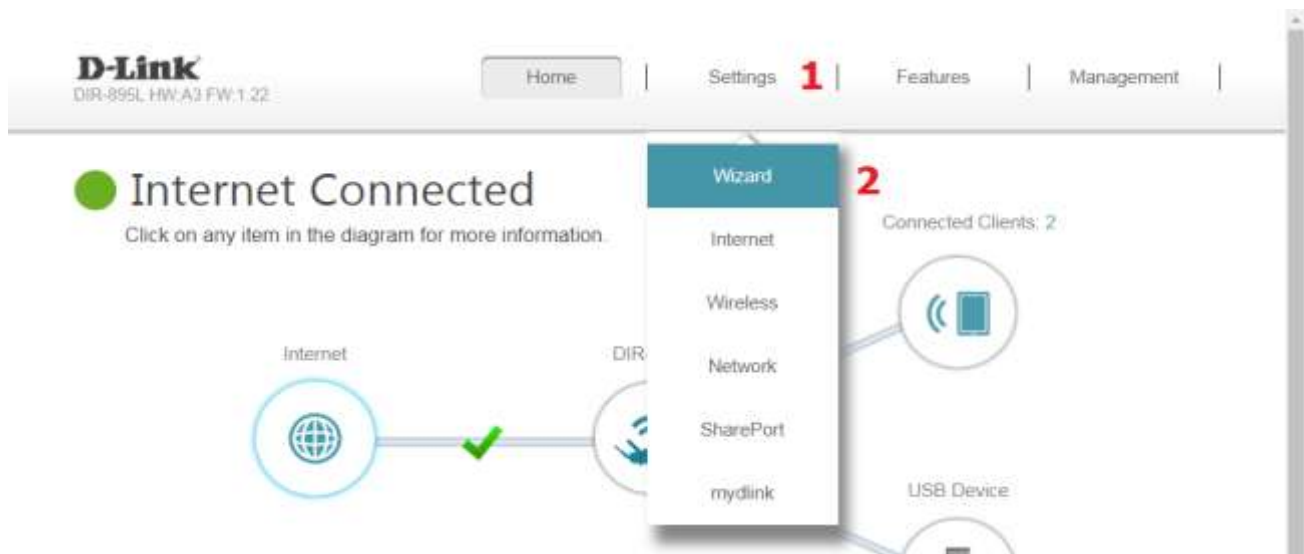 D-Link
DIR-895L HW:A3 FW:1.22
Home
Settings
1
Features
Management
Wizard
2
Internet
Wireless
Network
SharePort
mydlink
Internet Connected
Click on any item in the diagram for more information.
Connected Clients: 2
Internet
DIR-
USB Device